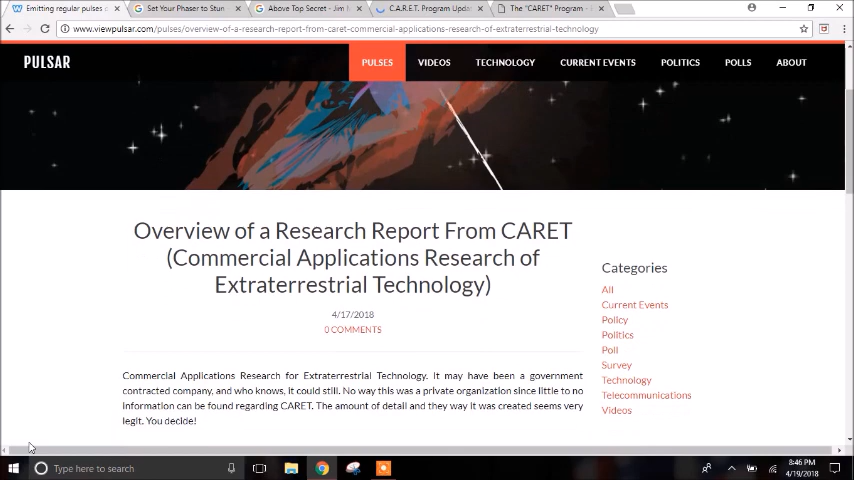 Emitting regular pulses o
Set Your Phaser to Stun
Above Top Secret - Jim M
C.A.R.E.T. Program Updat
The "CARET" Program -
www.viewpulsar.com/pulses/overview-of-a-research-report-from-caret-commercial-applications-research-of-extraterrestrial-technology
PULSAR
PULSES
VIDEOS
TECHNOLOGY
CURRENT EVENTS
POLITICS
POLLS
ABOUT
Overview of a Research Report From CARET
(Commercial Applications Research of
Extraterrestrial Technology)
4/17/2018
0 COMMENTS
Commercial Applications Research for Extraterrestrial Technology. It may have been a government
contracted company, and who knows, it could still. No way this was a private organization since little to no
information can be found regarding CARET. The amount of detail and they way it was created seems very
legit. You decide!
Categories
All
Current Events
Policy
Politics
Poll
Survey
Technology
Telecommunications
Videos
Type here to search
8:46 PM
4/19/2018